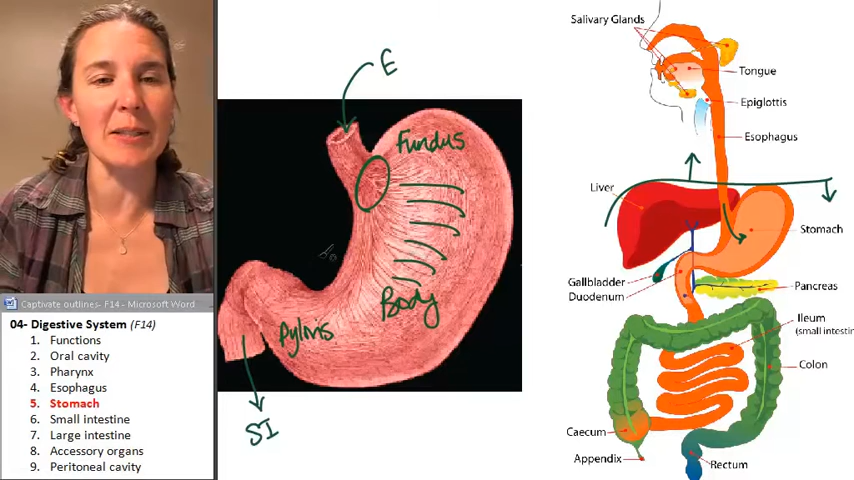 E
Fundus
Body
Pyloris
SI
Captivate outlines- F14 - Microsoft Word
04- Digestive System (F14)
1. Functions
2. Oral cavity
3. Pharynx
4. Esophagus
5. Stomach
6. Small intestine
7. Large intestine
8. Accessory organs
9. Peritoneal cavity
Salivary Glands
Tongue
Epiglottis
Esophagus
Liver
Stomach
Gallbladder
Duodenum
Pancreas
Ileum
(small intestin
Colon
Caecum
Appendix
Rectum